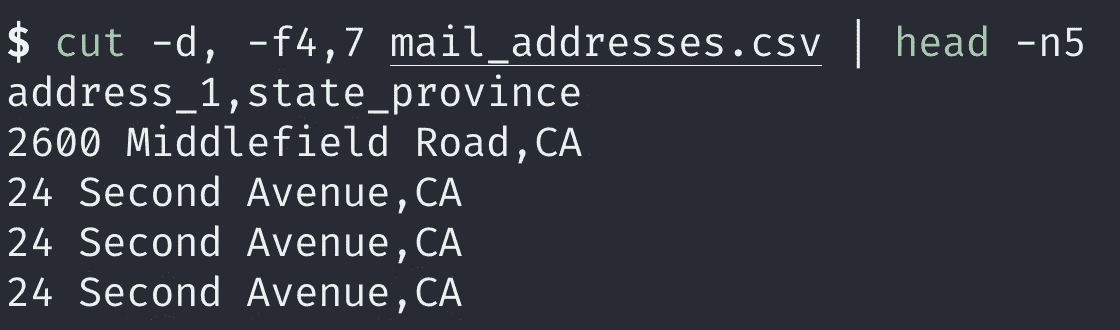 $ cut -d, -f4,7 mail_addresses.csv | head -n5
address_1,state_province
2600 Middlefield Road,CA
24 Second Avenue,CA
24 Second Avenue,CA
24 Second Avenue,CA